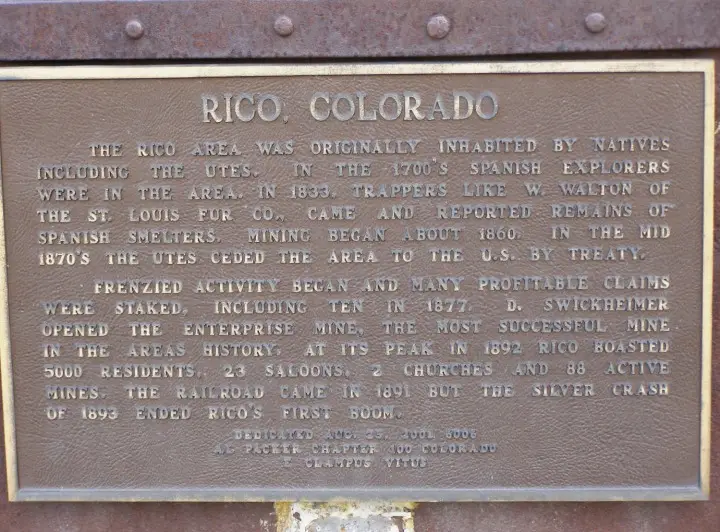 RICO, COLORADO
THE RICO AREA WAS ORIGINALLY INHABITED BY NATIVES
INCLUDING THE UTES. IN THE 1700'S SPANISH EXPLORERS
WERE IN THE AREA. IN 1833, TRAPPERS LIKE W. WALTON OF
THE ST. LOUIS FUR CO., CAME AND REPORTED REMAINS OF
SPANISH SMELTERS. MINING BEGAN ABOUT 1860. IN THE MID
1870'S THE UTES CEDED THE AREA TO THE U.S. BY TREATY.
FRENZIED ACTIVITY BEGAN AND MANY PROFITABLE CLAIMS
WERE STAKED, INCLUDING TEN IN 1877. D. SWICKHEIMER
OPENED THE ENTERPRISE MINE, THE MOST SUCCESSFUL MINE
IN THE AREAS HISTORY. AT ITS PEAK IN 1892 RICO BOASTED
5000 RESIDENTS, 23 SALOONS, 2 CHURCHES AND 88 ACTIVE
MINES. THE RAILROAD CAME IN 1891 BUT THE SILVER CRASH
OF 1893 ENDED RICO'S FIRST BOOM.
DEDICATED AUG. 25, 2001, 6006
AL PACKER CHAPTER 100 COLORADO
E CLAMPUS VITUS